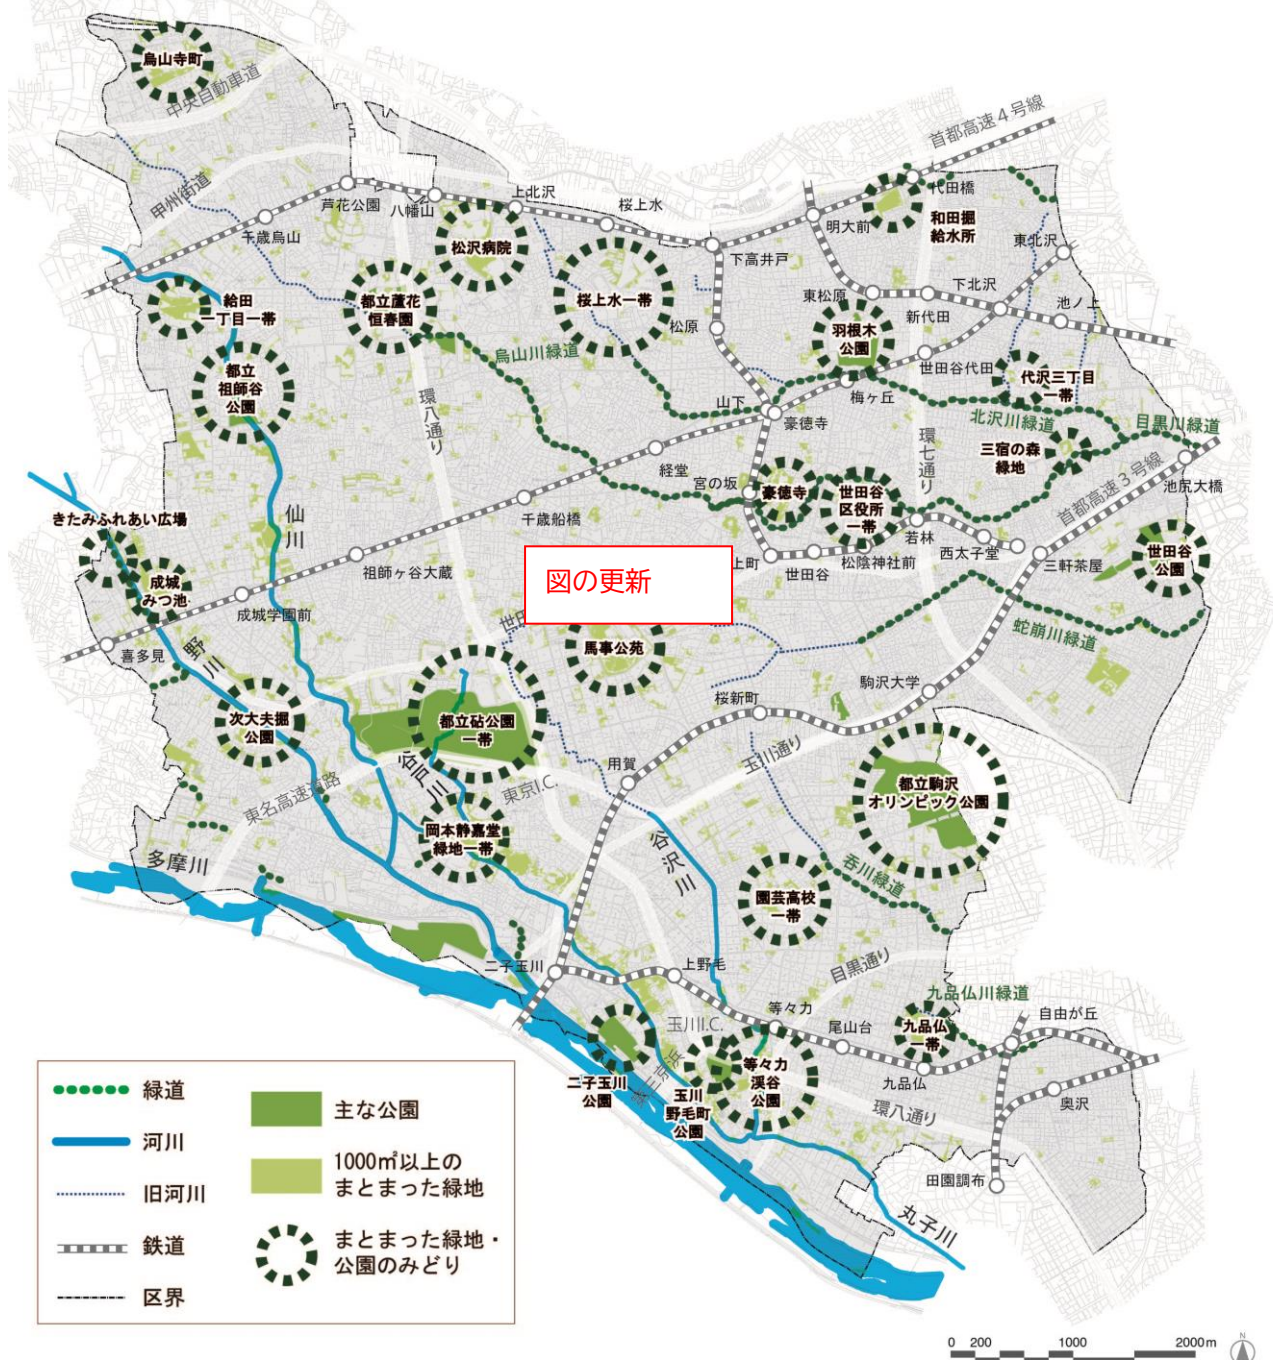 烏山寺町
中央自動車道
甲州街道
首都高速４号線
芦花公園
八幡山
上北沢
桜上水
千歳烏山
松沢病院
下高井戸
明大前
代田橋
和田堀
給水所
東北沢
給田
一丁目一帯
都立蘆花
恒春園
桜上水一帯
松原
東松原
新代田
下北沢
池ノ上
羽根木
公園
烏山川緑道
世田谷代田
代沢三丁目
一帯
都立
祖師谷
公園
環八通り
山下
豪徳寺
梅ヶ丘
環七通り
北沢川緑道
目黒川緑道
三宿の森
緑地
首都高速３号線
池尻大橋
経堂
宮の坂
豪徳寺
世田谷
区役所
一帯
若林
西太子堂
三軒茶屋
世田谷
公園
きたみふれあい広場
仙川
千歳船橋
成城
みつ池
祖師ヶ谷大蔵
図の更新
上町
世田谷
松陰神社前
成城学園前
世田
馬事公苑
蛇崩川緑道
喜多見
野川
駒沢大学
桜新町
次大夫堀
公園
都立砧公園
一帯
谷戸川
用賀
玉川通り
都立駒沢
オリンピック公園
東名高速道路
東京I.C.
岡本静嘉堂
緑地一帯
谷沢川
多摩川
呑川緑道
園芸高校
一帯
二子玉川
上野毛
目黒通り
等々力
尾山台
九品仏川緑道
九品仏
一帯
自由が丘
玉川I.C.
第三京浜
二子玉川
公園
玉川
野毛町
公園
等々力
渓谷
公園
九品仏
奥沢
環八通り
田園調布
丸子川
緑道
河川
旧河川
鉄道
区界
主な公園
1000㎡以上の
まとまった緑地
まとまった緑地・
公園のみどり
0 200 1000 2000m
N